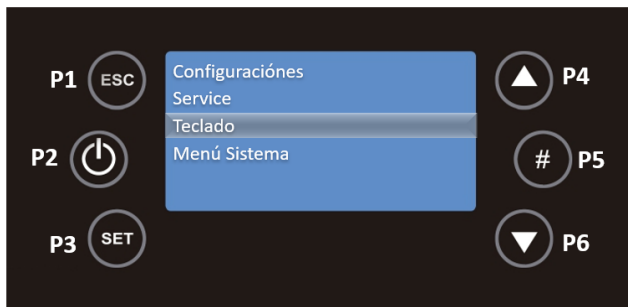 P1 ESC
P2
P3 SET
Configuraciónes
Service
Teclado
Menú Sistema
P4
# P5
P6